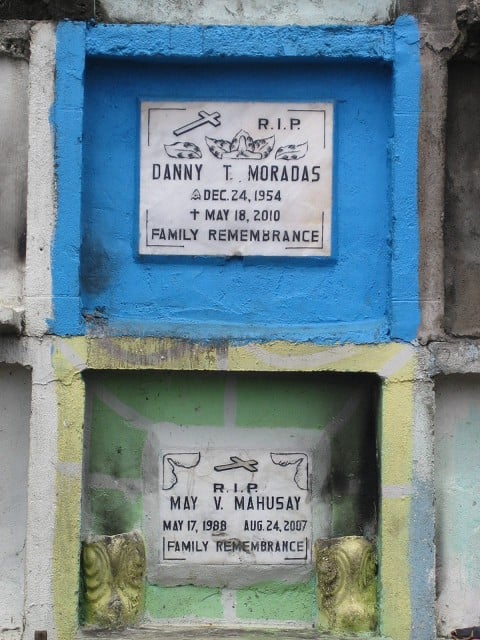 R.I.P.
DANNY T. MORADAS
DEC. 24, 1954
✝ MAY 18, 2010
FAMILY REMEMBRANCE
R.I.P.
MAY V. MAHUSAY
MAY 17, 1988 AUG. 24, 2007
FAMILY REMEMBRANCE